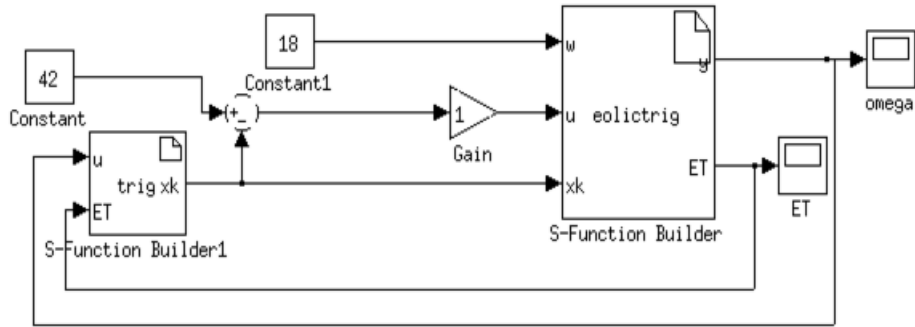 18
Constant1
42
Constant
+
-
1
Gain
w
u
xk
eolictrig
y
ET
S-Function Builder
omega
ET
u
ET
trig xk
S-Function Builder1